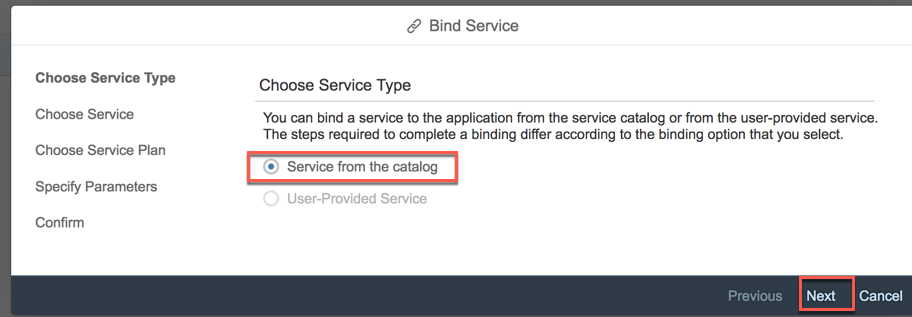 Bind Service
Choose Service Type
Choose Service
Choose Service Plan
Specify Parameters
Confirm
Choose Service Type
You can bind a service to the application from the service catalog or from the user-provided service.
The steps required to complete a binding differ according to the binding option that you select.
Service from the catalog
User-Provided Service
Previous Next Cancel